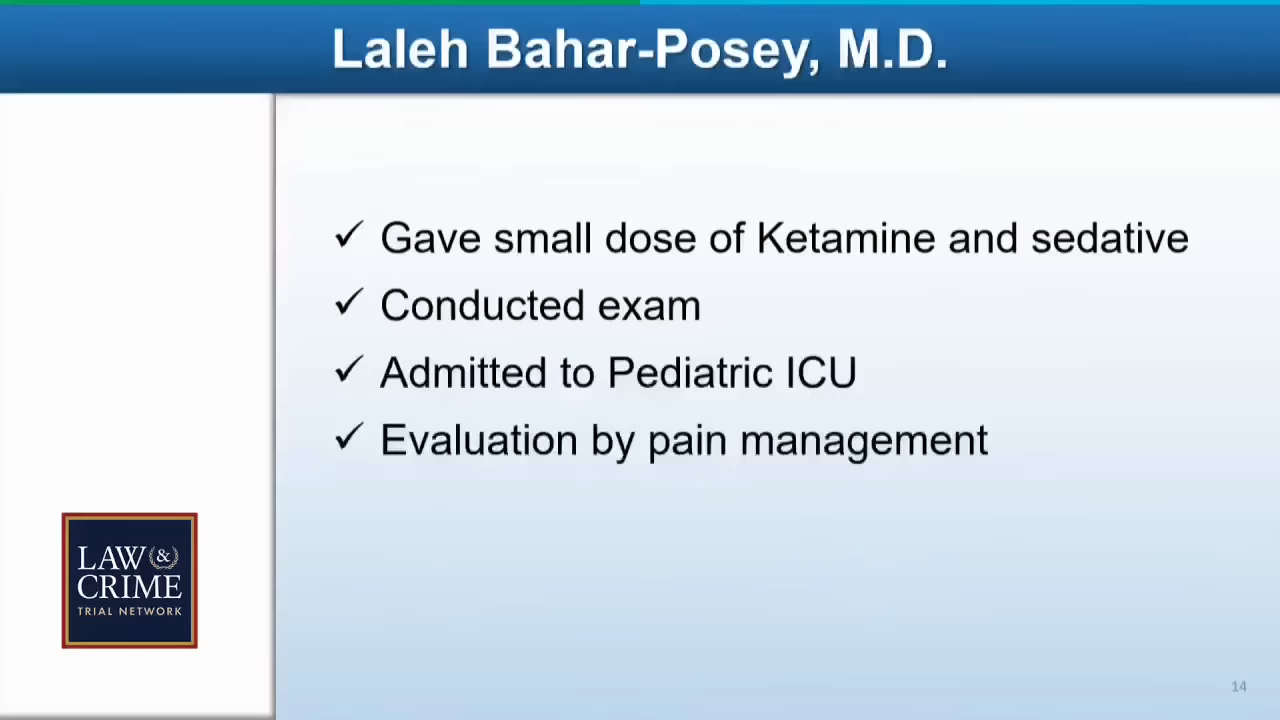 Laleh Bahar-Posey, M.D.
✓ Gave small dose of Ketamine and sedative
✓ Conducted exam
✓ Admitted to Pediatric ICU
✓ Evaluation by pain management
LAW &
CRIME
TRIAL NETWORK
14